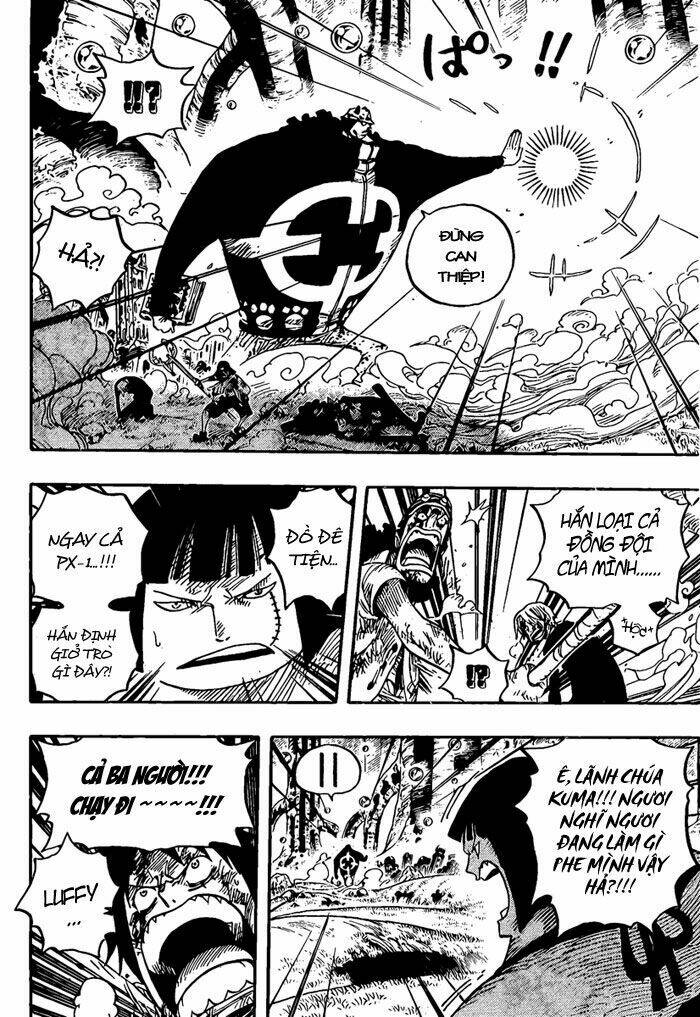 ぱっ!!
!!?
HẢ?!
ĐỪNG
CAN
THIỆP!
HẮN LOẠI CẢ
ĐỒNG ĐỘI
CỦA MÌNH......
*HỘC*
!?
ĐỒ ĐÊ
TIỆN..
NGAY CẢ
PX-1...!!!
HẮN ĐỊNH
GIỞ TRÒ
GÌ ĐÂY?!
Ê, LÃNH CHÚA
KUMA!!! NGƯƠI
NGHĨ NGƯƠI
ĐANG LÀM GÌ
PHE MÌNH VẬY
HẢ?!!!
!!
CẢ BA NGƯỜI!!!
CHẠY ĐI ~~~~!!!
LUFFY
...